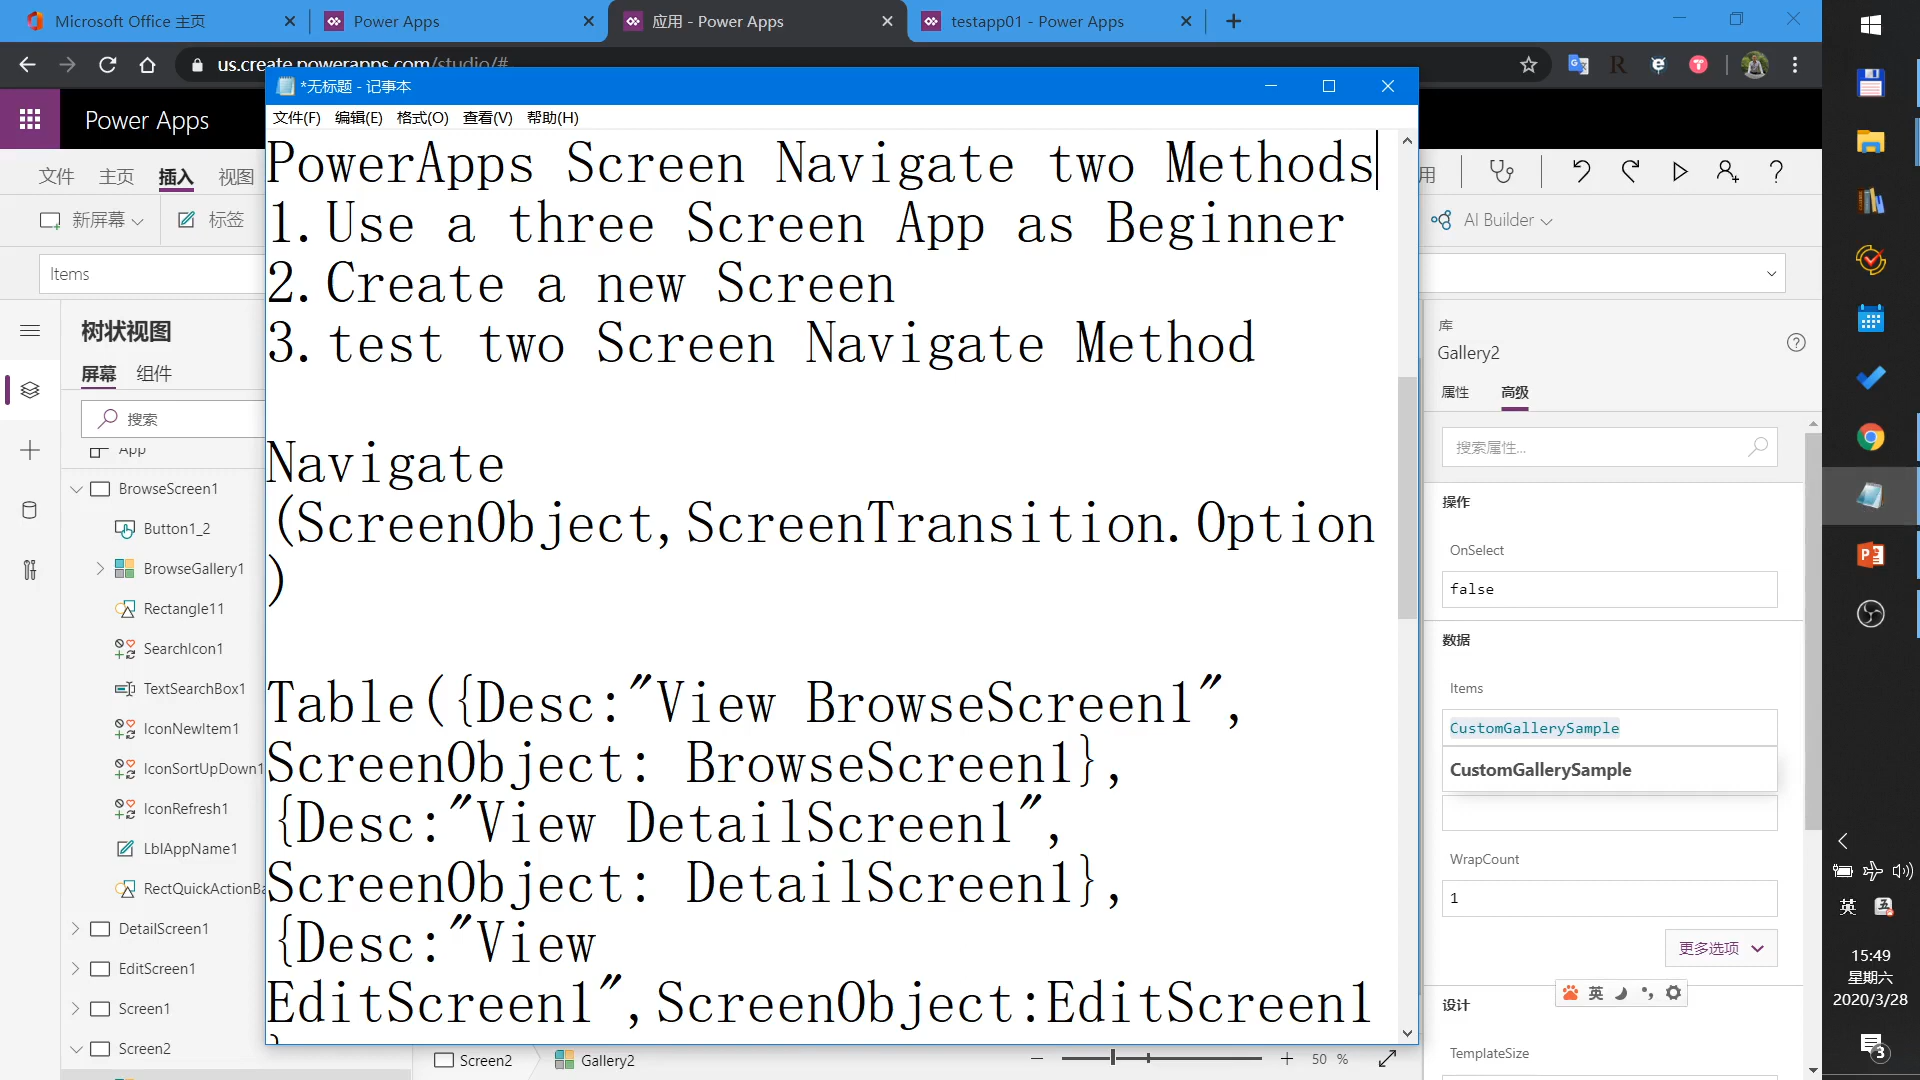 Microsoft Office 主页
Power Apps
应用 - Power Apps
testapp01 - Power Apps
us.create.powerapps.com/studio/#
*无标题 - 记事本
文件(F) 编辑(E) 格式(O) 查看(V) 帮助(H)
PowerApps Screen Navigate two Methods
1.Use a three Screen App as Beginner
2.Create a new Screen
3.test two Screen Navigate Method
Navigate
(ScreenObject,ScreenTransition.Option
)
Table({Desc:"View BrowseScreen1",
ScreenObject: BrowseScreen1},
{Desc:"View DetailScreen1",
ScreenObject: DetailScreen1},
{Desc:"View
EditScreen1",ScreenObject:EditScreen1
Power Apps
文件 主页 插入 视图
新屏幕 标签
Items
树状视图
屏幕 组件
搜索
App
BrowseScreen1
Button1_2
BrowseGallery1
Rectangle11
SearchIcon1
TextSearchBox1
IconNewItem1
IconSortUpDown1
IconRefresh1
LblAppName1
RectQuickActionBa
DetailScreen1
EditScreen1
Screen1
Screen2
Screen2 Gallery2
50 %
用
AI Builder
库
Gallery2
属性 高级
搜索属性...
操作
OnSelect
false
数据
Items
CustomGallerySample
CustomGallerySample
WrapCount
1
更多选项
英
设计
TemplateSize
英
15:49
星期六
2020/3/28
3